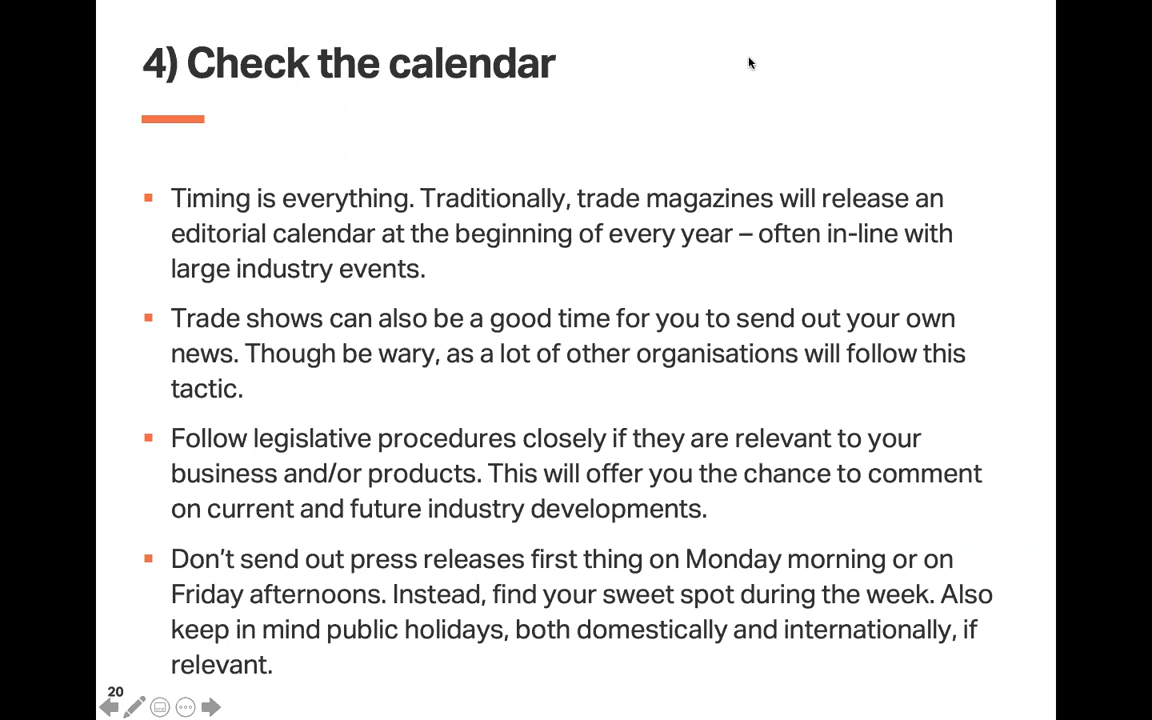 4) Check the calendar
Timing is everything. Traditionally, trade magazines will release an
editorial calendar at the beginning of every year – often in-line with
large industry events.
Trade shows can also be a good time for you to send out your own
news. Though be wary, as a lot of other organisations will follow this
tactic.
Follow legislative procedures closely if they are relevant to your
business and/or products. This will offer you the chance to comment
on current and future industry developments.
Don’t send out press releases first thing on Monday morning or on
Friday afternoons. Instead, find your sweet spot during the week. Also
keep in mind public holidays, both domestically and internationally, if
relevant.
20